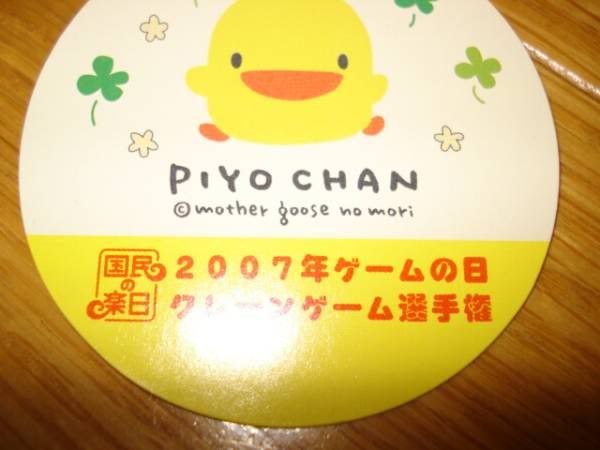 PIYO CHAN
©mother goose no mori
国民の楽日
2007年ゲームの日
クレーンゲーム選手権